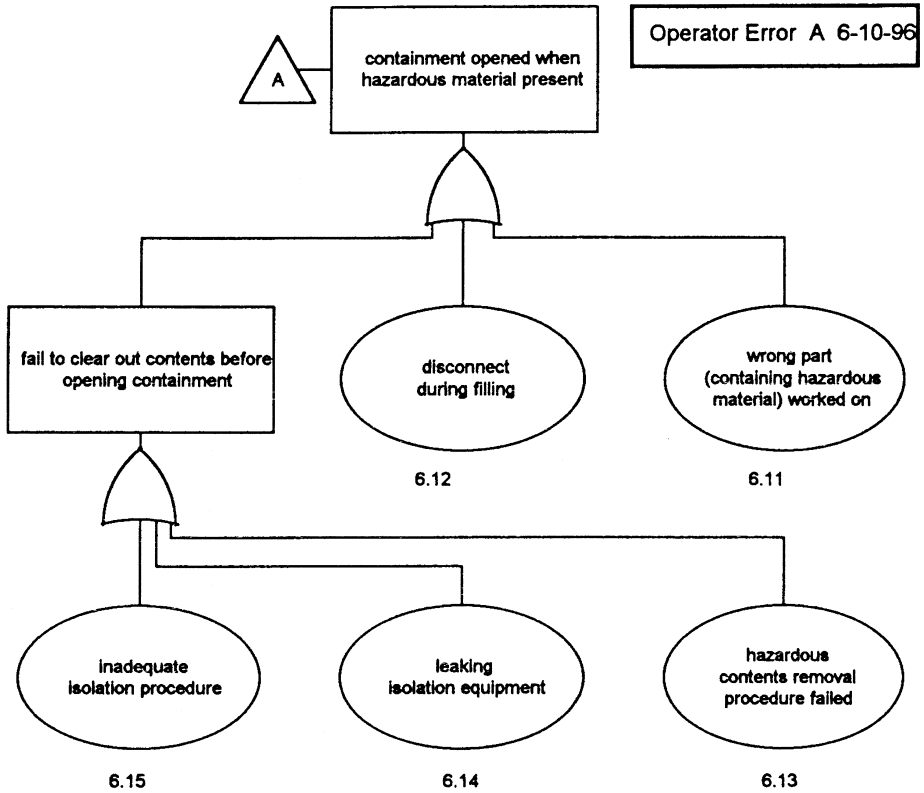 Operator Error A 6-10-96
containment opened when
hazardous material present
A
fail to clear out contents before
opening containment
disconnect
during filling
wrong part
(containing hazardous
material) worked on
6.12
6.11
inadequate
isolation procedure
leaking
isolation equipment
hazardous
contents removal
procedure failed
6.15
6.14
6.13